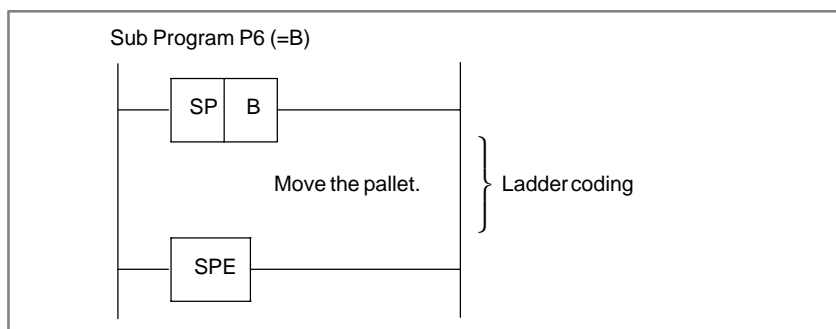 Sub Program P6 (=B)
SP B
Move the pallet. Ladder coding
SPE